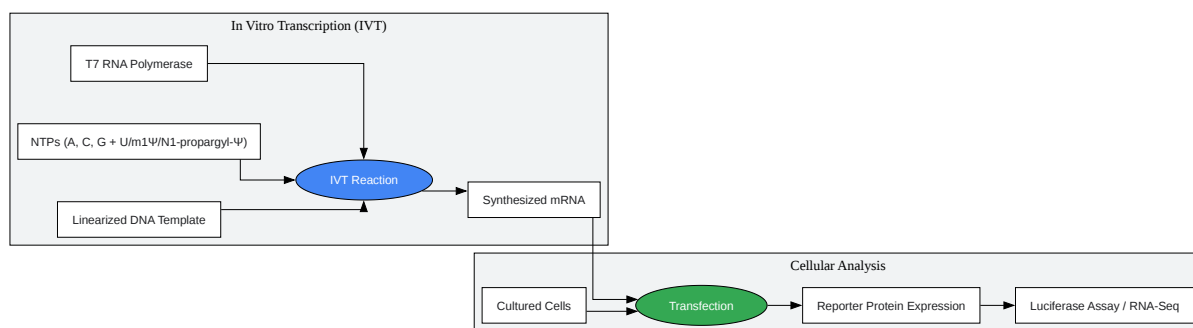 In Vitro Transcription (IVT)
T7 RNA Polymerase
NTPs (A, C, G + U/m1Ψ/N1-propargyl-Ψ)
IVT Reaction
Synthesized mRNA
Linearized DNA Template
Cellular Analysis
Cultured Cells
Transfection
Reporter Protein Expression
Luciferase Assay / RNA-Seq